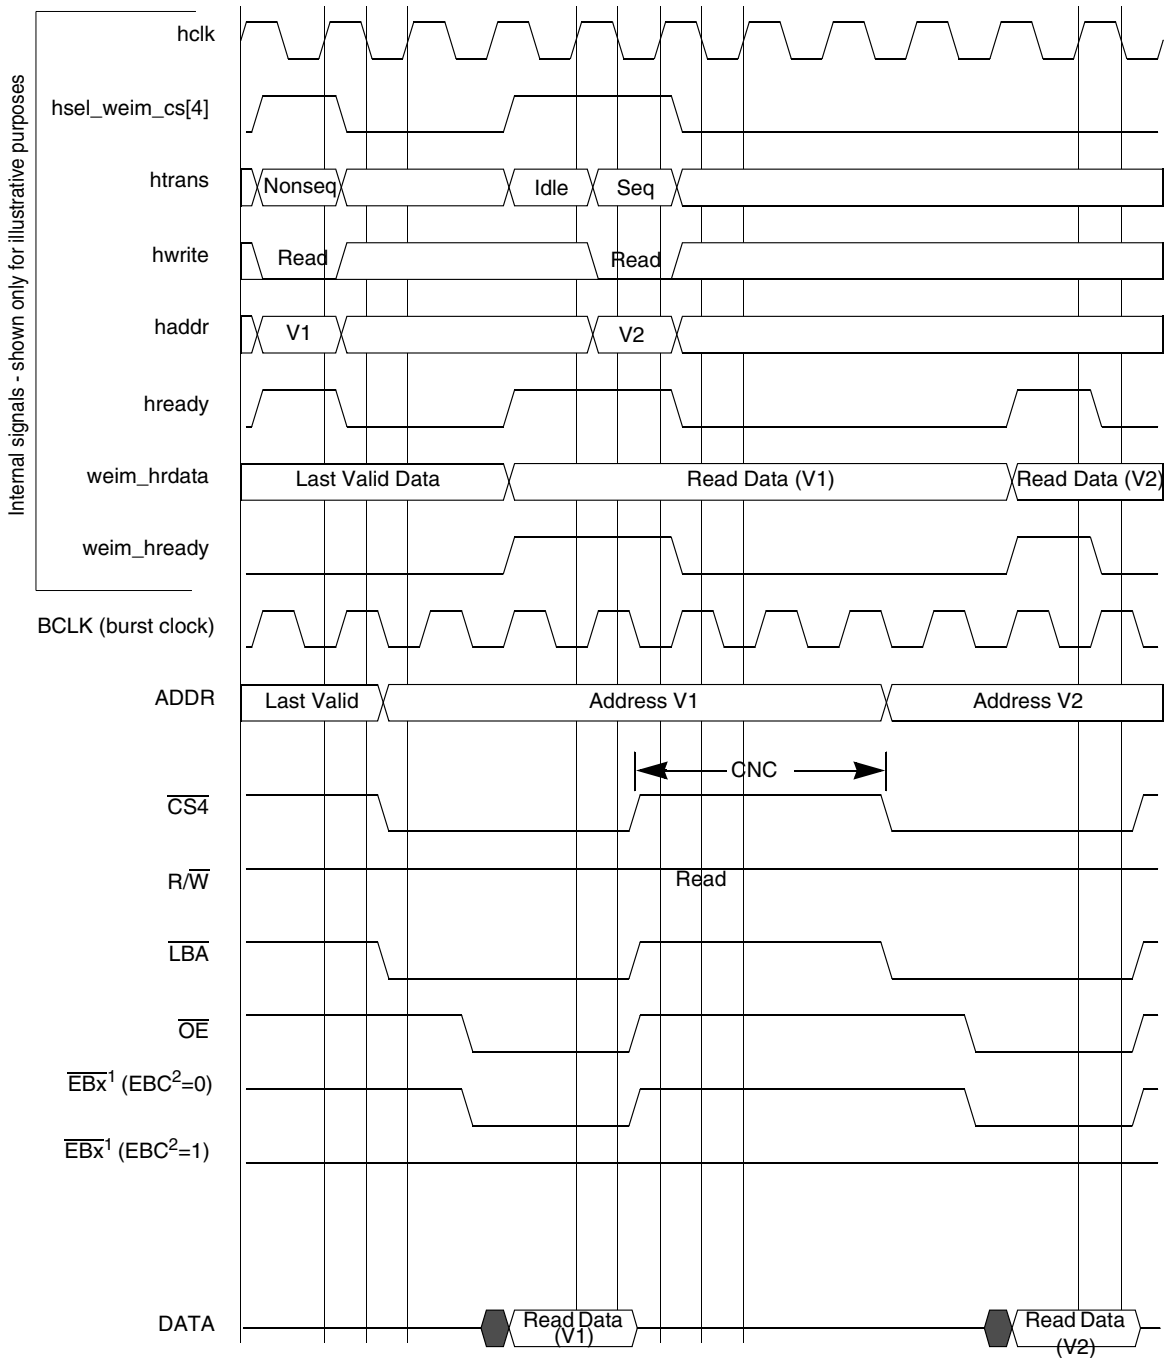 Internal signals - shown only for illustrative purposes
hclk
hsel_weim_cs[4]
htrans
Nonseq
Idle
Seq
hwrite
Read
Read
haddr
V1
V2
hready
weim_hrdata
Last Valid Data
Read Data (V1)
Read Data (V2)
weim_hready
BCLK (burst clock)
ADDR
Last Valid
Address V1
Address V2
CNC
CS4
R/W
Read
LBA
OE
EBx1 (EBC2=0)
EBx1 (EBC2=1)
DATA
Read Data
(V1)
Read Data
(V2)